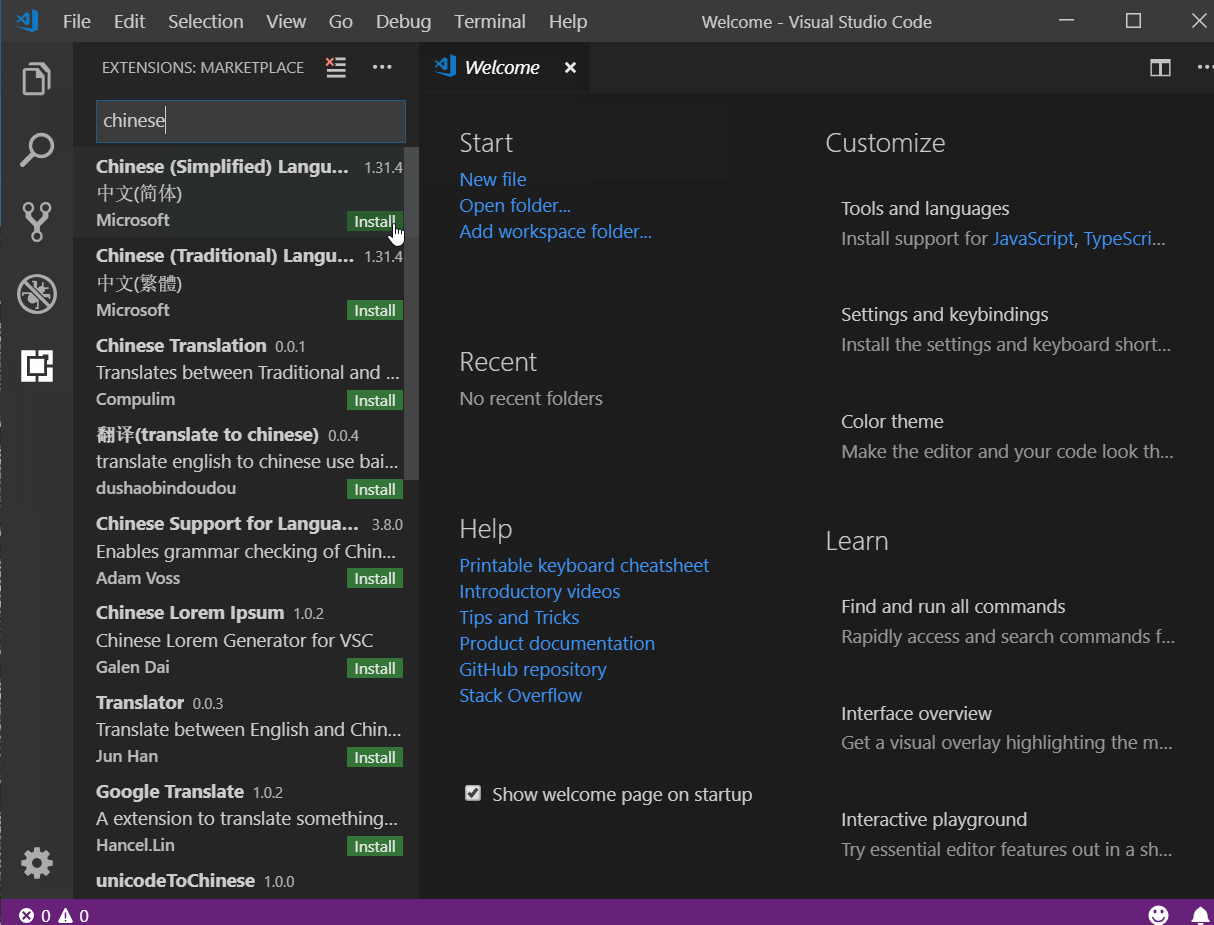 File Edit Selection View Go Debug Terminal Help Welcome - Visual Studio Code
EXTENSIONS: MARKETPLACE
chinese
Chinese (Simplified) Langu... 1.31.4
中文(简体)
Microsoft Install
Chinese (Traditional) Langu... 1.31.4
中文(繁體)
Microsoft Install
Chinese Translation 0.0.1
Translates between Traditional and ...
Compulim Install
翻译(translate to chinese) 0.0.4
translate english to chinese use bai...
dushaobindoudou Install
Chinese Support for Langua... 3.8.0
Enables grammar checking of Chin...
Adam Voss Install
Chinese Lorem Ipsum 1.0.2
Chinese Lorem Generator for VSC
Galen Dai Install
Translator 0.0.3
Translate between English and Chin...
Jun Han Install
Google Translate 1.0.2
A extension to translate something...
Hancel.Lin Install
unicodeToChinese 1.0.0
Welcome
Start
New file
Open folder...
Add workspace folder...
Recent
No recent folders
Help
Printable keyboard cheatsheet
Introductory videos
Tips and Tricks
Product documentation
GitHub repository
Stack Overflow
Show welcome page on startup
Customize
Tools and languages
Install support for JavaScript, TypeScri...
Settings and keybindings
Install the settings and keyboard short...
Color theme
Make the editor and your code look th...
Learn
Find and run all commands
Rapidly access and search commands f...
Interface overview
Get a visual overlay highlighting the m...
Interactive playground
Try essential editor features out in a sh...
0 0